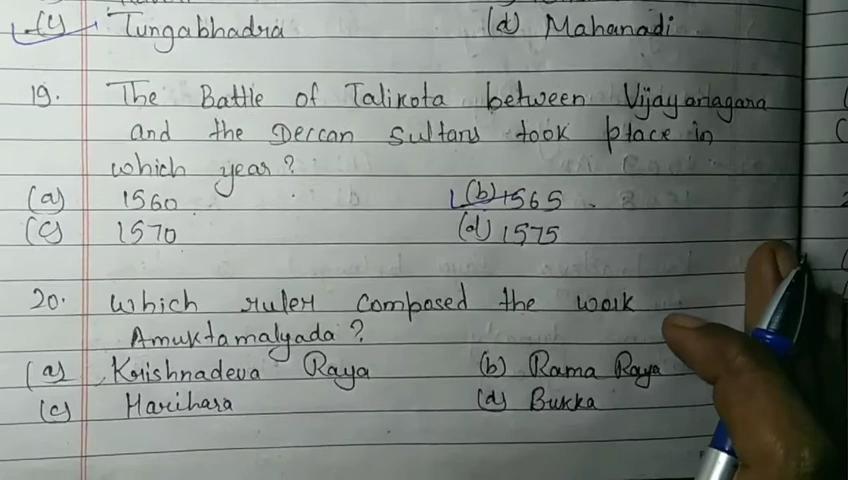 (c) Tungabhadra (d) Mahanadi
19. The Battle of Talikota between Vijayanagara
and the Deccan Sultans took place in
which year?
(a) 1560 (b) 1565
(c) 1570 (d) 1575
20. Which ruler composed the work
Amuktamalyada?
(a) Krishnadeva Raya (b) Rama Raya
(c) Harihara (d) Bukka